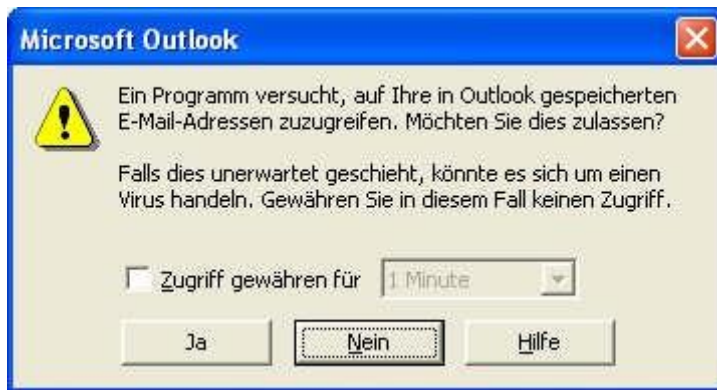 Microsoft Outlook
Ein Programm versucht, auf Ihre in Outlook gespeicherten
E-Mail-Adressen zuzugreifen. Möchten Sie dies zulassen?
Falls dies unerwartet geschieht, könnte es sich um einen
Virus handeln. Gewähren Sie in diesem Fall keinen Zugriff.
Zugriff gewähren für 1 Minute
Ja Nein Hilfe